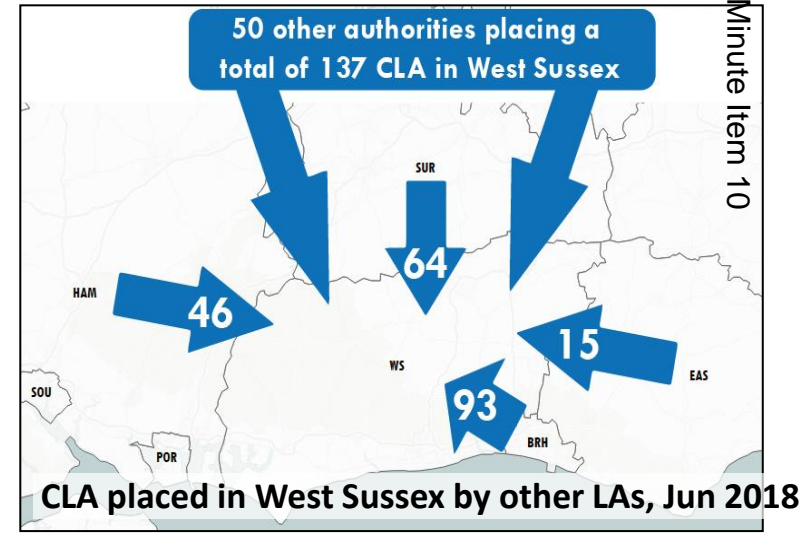 50 other authorities placing a
total of 137 CLA in West Sussex
Minute Item 10
SUR
64
HAM
46
15
WS
EAS
SOU
93
BRH
POR
CLA placed in West Sussex by other LAs, Jun 2018